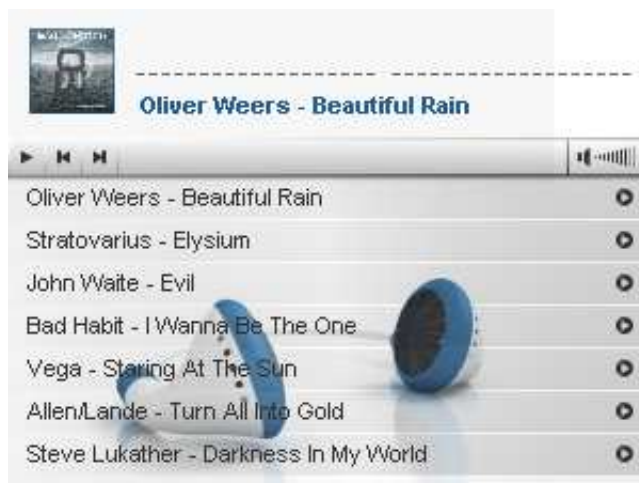 Oliver Weers - Beautiful Rain
Oliver Weers - Beautiful Rain
Stratovarius - Elysium
John Waite - Evil
Bad Habit - I Wanna Be The One
Vega - Staring At The Sun
Allen/Lande - Turn All Into Gold
Steve Lukather - Darkness In My World